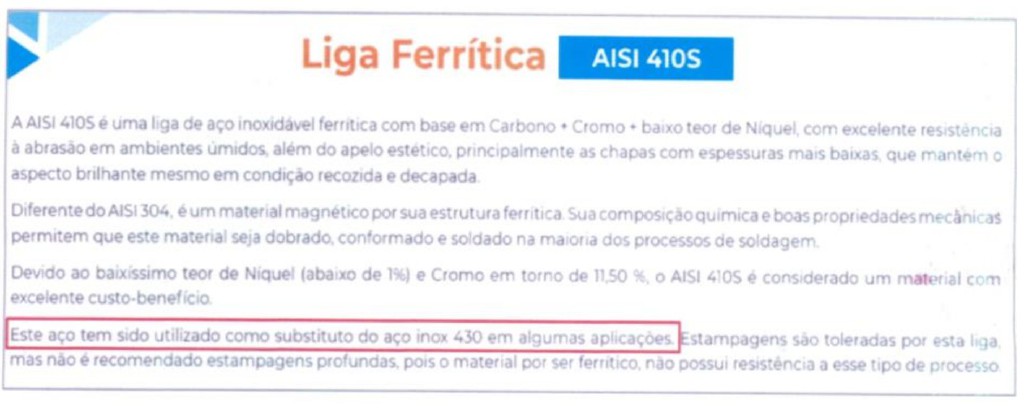 Liga Ferrítica AISI 410S
A AISI 410S é uma liga de aço inoxidável ferrítica com base em Carbono + Cromo + baixo teor de Níquel, com excelente resistência
à abrasão em ambientes úmidos, além do apelo estético, principalmente as chapas com espessuras mais baixas, que mantém o
aspecto brilhante mesmo em condição recozida e decapada.
Diferente do AISI 304, é um material magnético por sua estrutura ferrítica. Sua composição química e boas propriedades mecânicas
permitem que este material seja dobrado, conformado e soldado na maioria dos processos de soldagem.
Devido ao baixíssimo teor de Níquel (abaixo de 1%) e Cromo em torno de 11,50 %, o AISI 410S é considerado um material com
excelente custo-benefício.
Este aço tem sido utilizado como substituto do aço inox 430 em algumas aplicações. Estampagens são toleradas por esta liga,
mas não é recomendado estampagens profundas, pois o material por ser ferrítico, não possui resistência a esse tipo de processo.